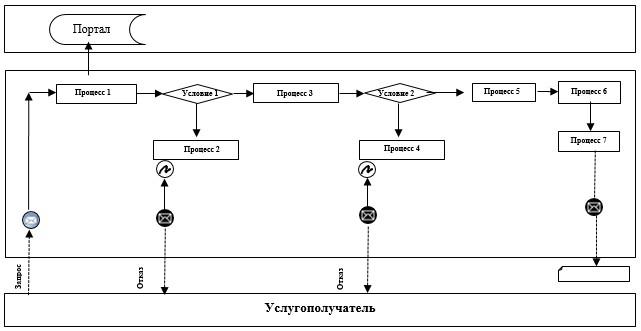 Портал
Процесс 1
Условие 1
Процесс 3
Условие 2
Процесс 5
Процесс 6
Процесс 2
Процесс 4
Процесс 7
Запрос
Отказ
Отказ
Услугополучатель